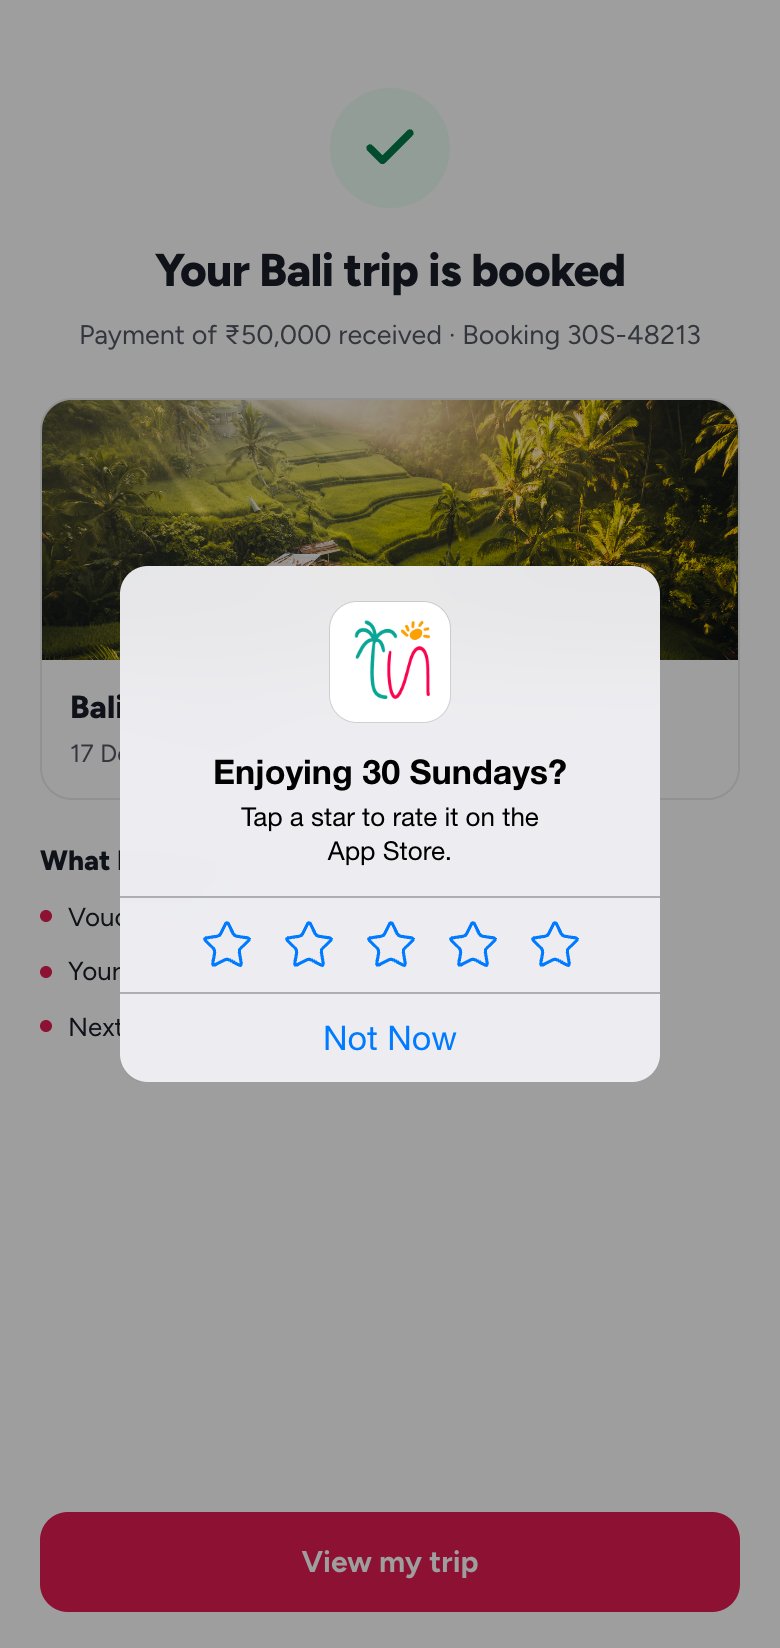 Your Bali trip is booked
Payment of ₹50,000 received · Booking 30S-48213
Enjoying 30 Sundays?
Tap a star to rate it on the
App Store.
Bali
17
What
Your
Next
Not Now
View my trip